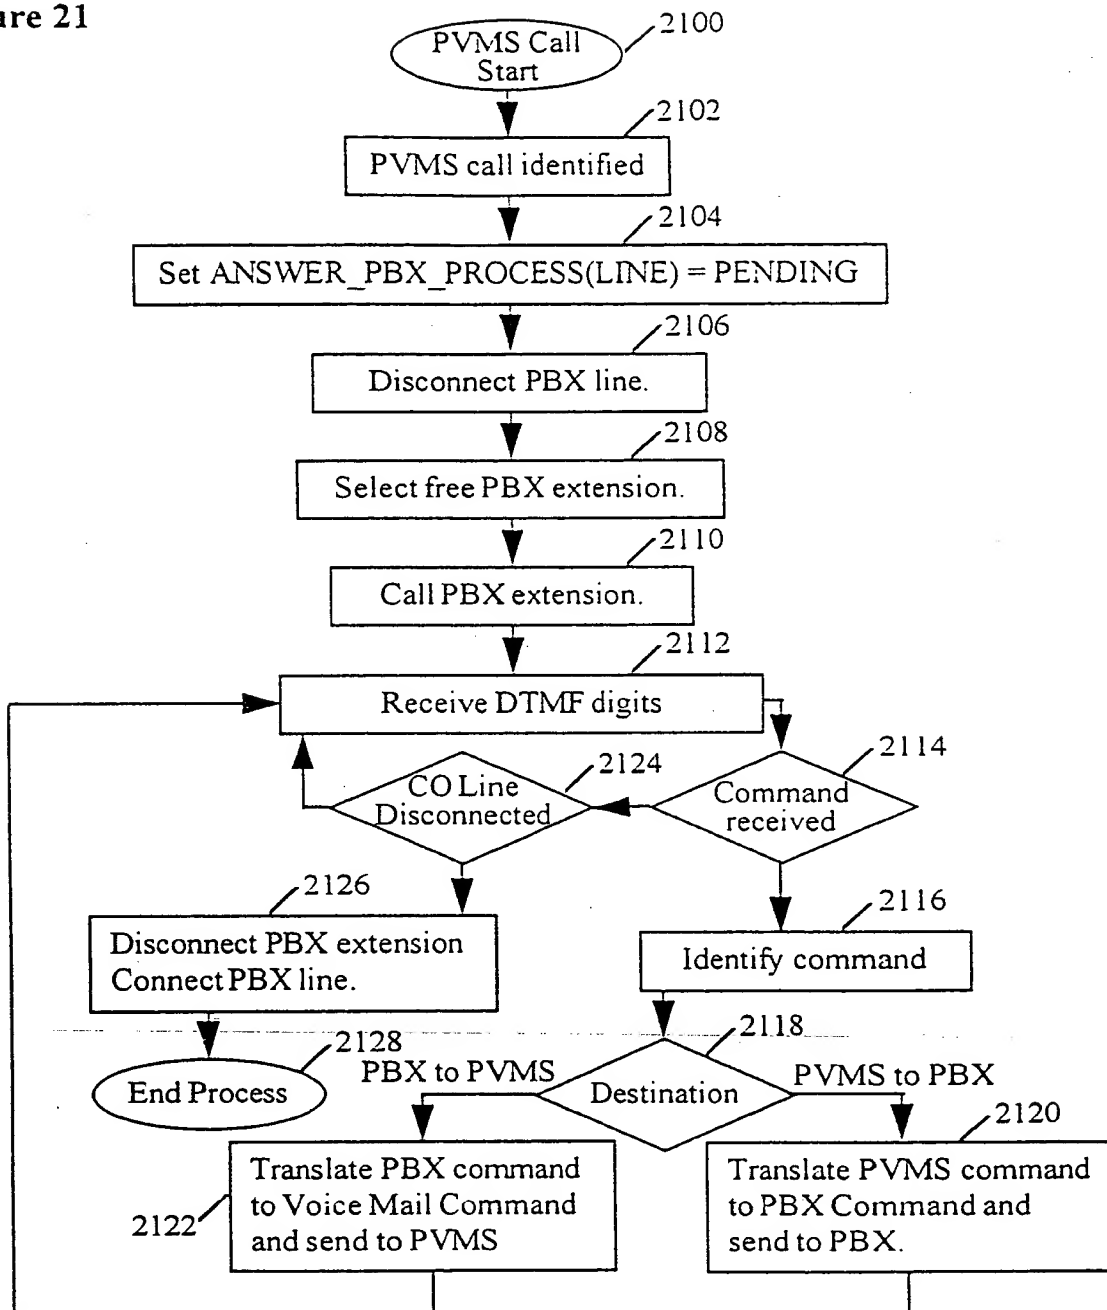 ure 21
PVMS Call
Start
2100
2102
PVMS call identified
2104
Set ANSWER_PBX_PROCESS(LINE) = PENDING
2106
Disconnect PBX line.
2108
Select free PBX extension.
2110
Call PBX extension.
2112
Receive DTMF digits
2114
Command
received
2124
CO Line
Disconnected
2126
Disconnect PBX extension
Connect PBX line.
2116
Identify command
2128
End Process
2118
Destination
PBX to PVMS
PVMS to PBX
2120
Translate PBX command
to Voice Mail Command
and send to PVMS
2122
Translate PVMS command
to PBX Command and
send to PBX.